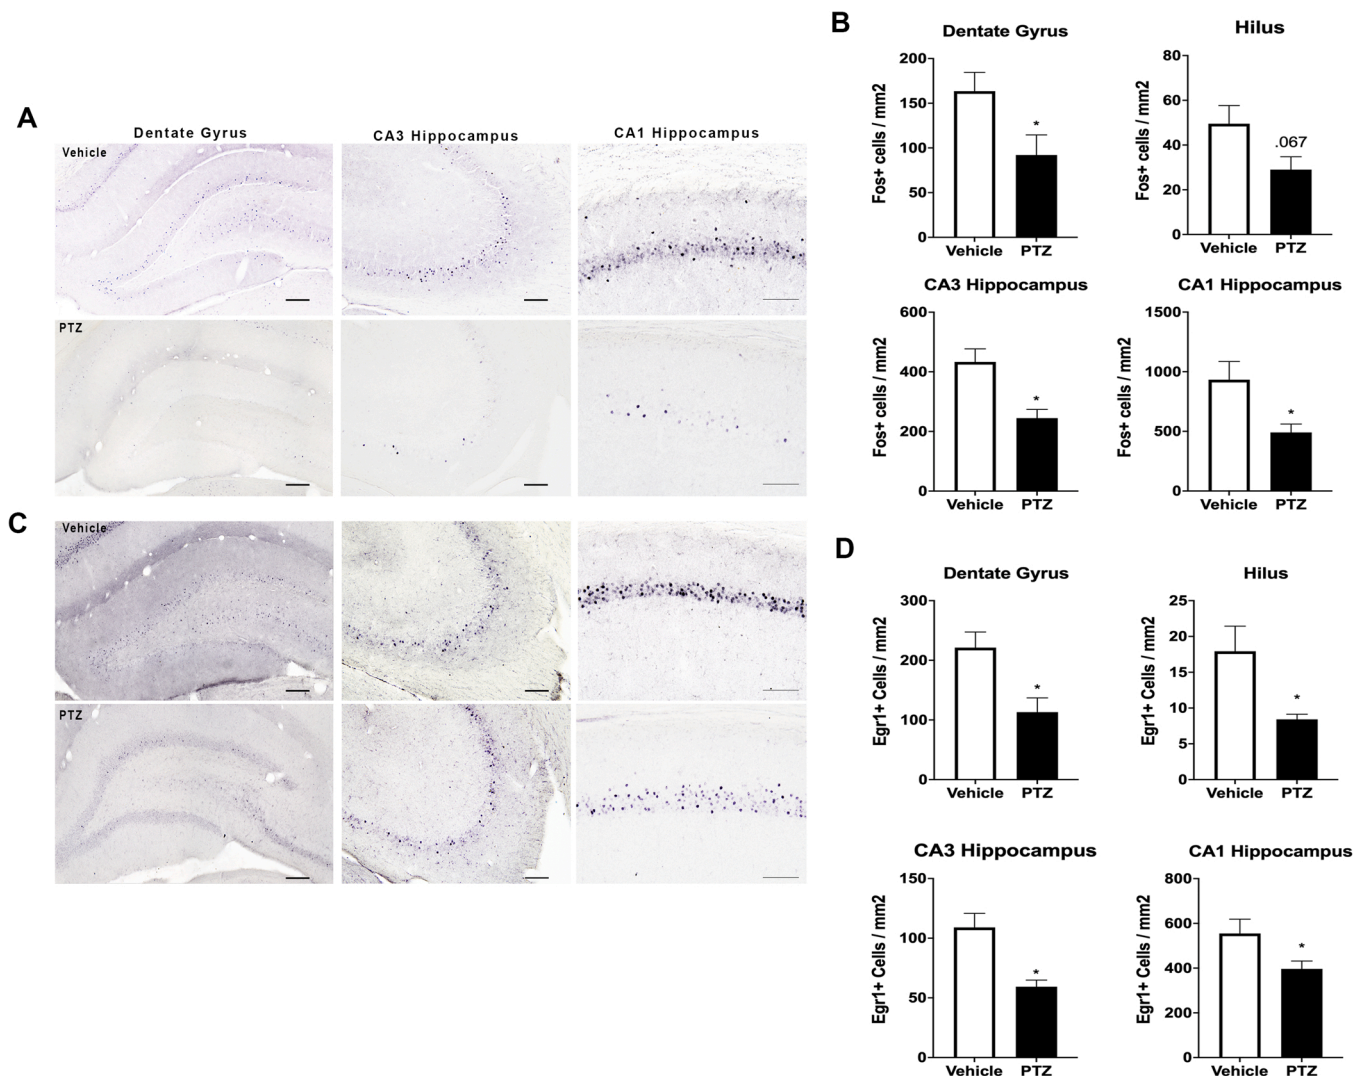 A
Dentate Gyrus
CA3 Hippocampus
CA1 Hippocampus
Vehicle
PTZ
B
Dentate Gyrus
Fos+ cells / mm2
200
150
100
50
0
*
Vehicle PTZ
Hilus
Fos+ cells / mm2
80
60
40
20
0
.067
Vehicle PTZ
CA3 Hippocampus
Fos+ cells / mm2
600
400
200
0
*
Vehicle PTZ
CA1 Hippocampus
Fos+ cells / mm2
1500
1000
500
0
*
Vehicle PTZ
C
Vehicle
PTZ
D
Dentate Gyrus
Egr1+ Cells / mm2
300
200
100
0
*
Vehicle PTZ
Hilus
Egr1+ Cells / mm2
25
20
15
10
5
0
*
Vehicle PTZ
CA3 Hippocampus
Egr1+ Cells / mm2
150
100
50
0
*
Vehicle PTZ
CA1 Hippocampus
Egr1+ Cells / mm2
800
600
400
200
0
*
Vehicle PTZ